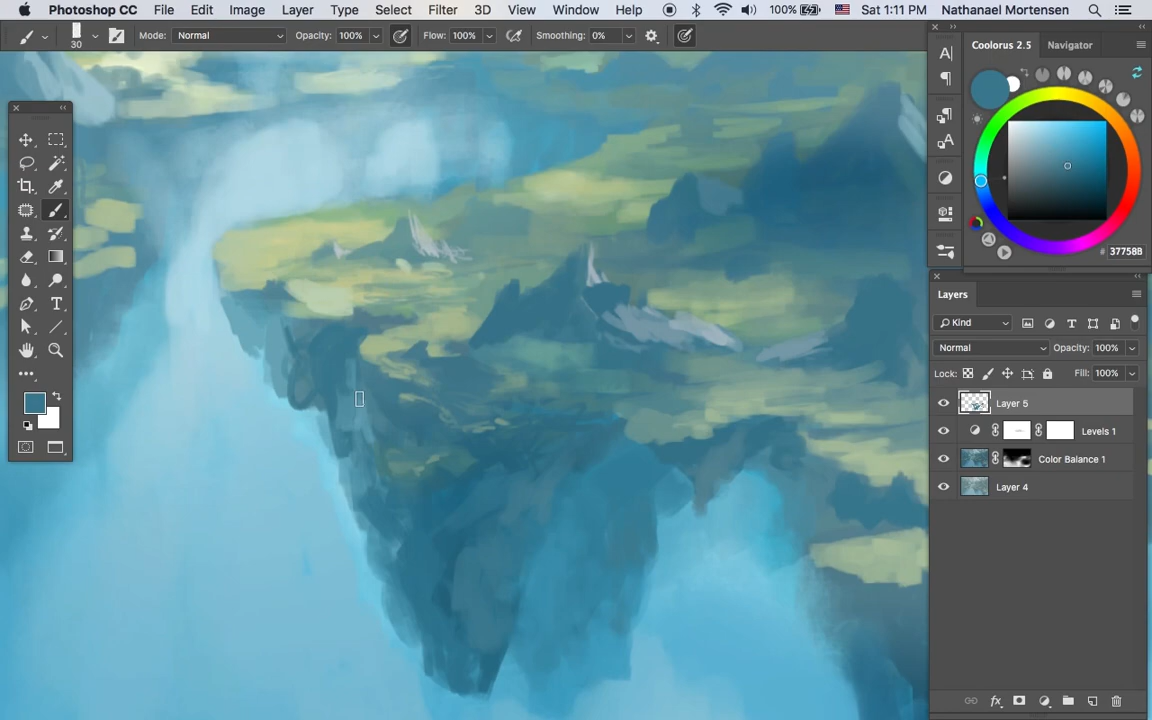 Photoshop CC File Edit Image Layer Type Select Filter 3D View Window Help 100% Sat 1:11 PM Nathanael Mortensen
30 Mode: Normal Opacity: 100% Flow: 100% Smoothing: 0%
Coolorus 2.5 Navigator
# 37758B
Layers
Kind
Normal Opacity: 100%
Lock: Fill: 100%
Layer 5
Levels 1
Color Balance 1
Layer 4